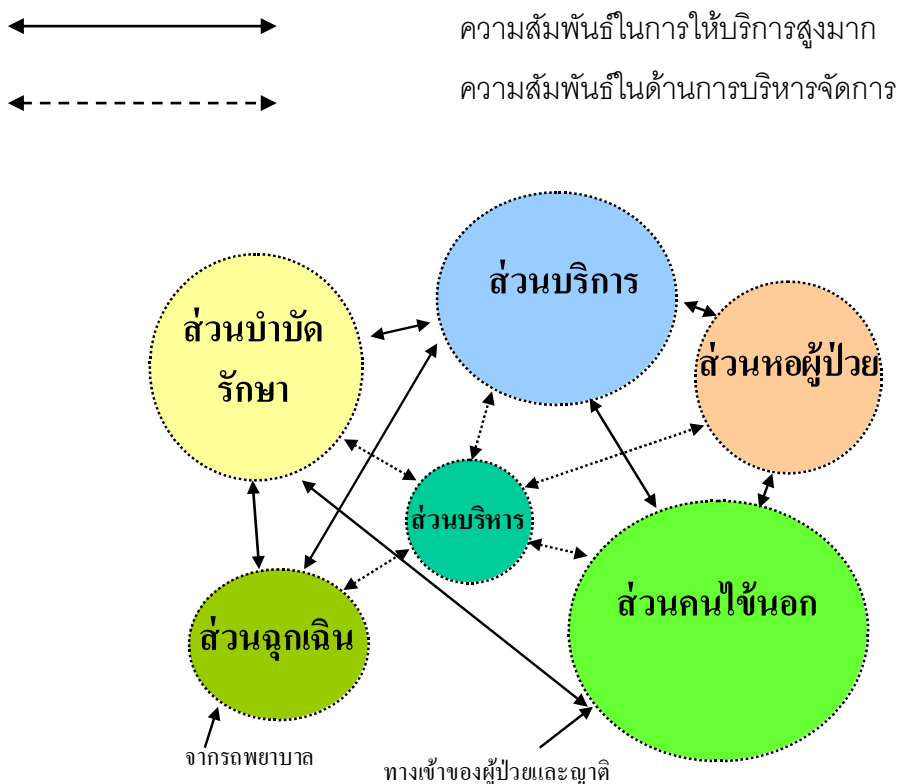 ความสัมพันธ์ในการให้บริการสูงมาก
ความสัมพันธ์ในด้านการบริหารจัดการ
ส่วนบริการ
ส่วนบำบัด
รักษา
ส่วนหอผู้ป่วย
ส่วนบริหาร
ส่วนคนไข้นอก
ส่วนฉุกเฉิน
จากรถพยาบาล
ทางเข้าของผู้ป่วยและญาติ